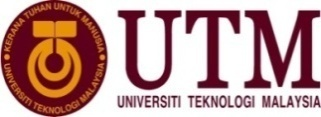 KERANA TUHAN UNTUK MANUSIA
UNIVERSITI TEKNOLOGI MALAYSIA
UTM
UNIVERSITI TEKNOLOGI MALAYSIA